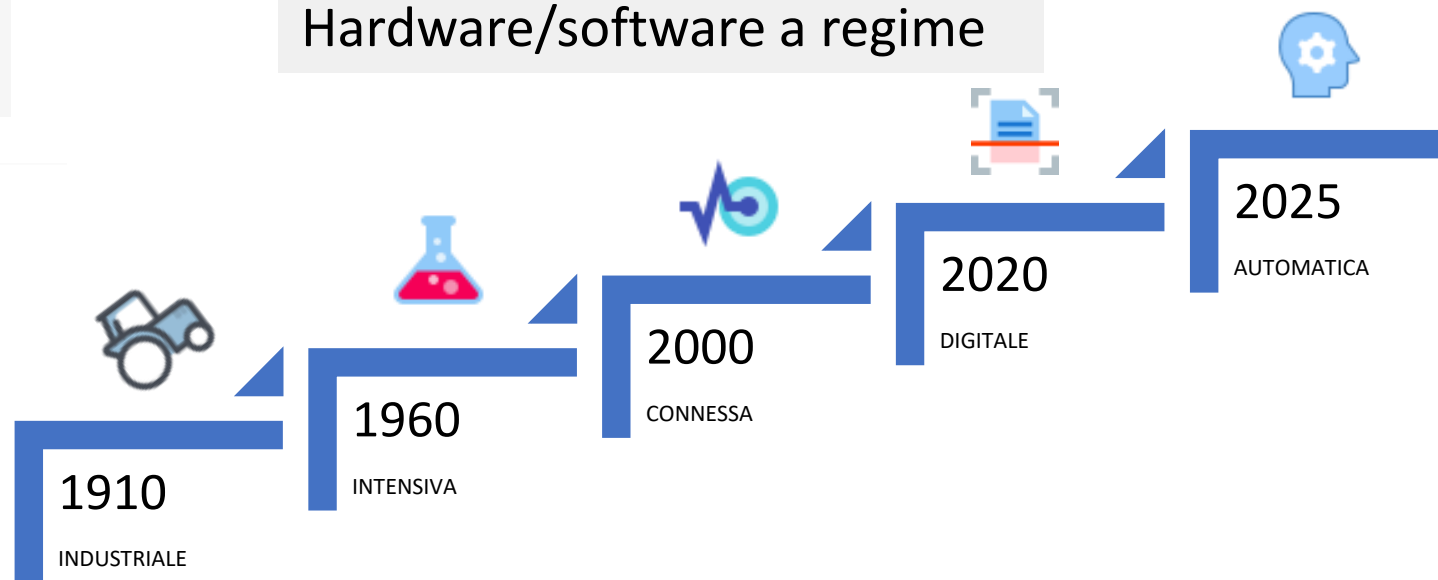 Hardware/software a regime
1910
INDUSTRIALE
1960
INTENSIVA
2000
CONNESSA
2020
DIGITALE
2025
AUTOMATICA